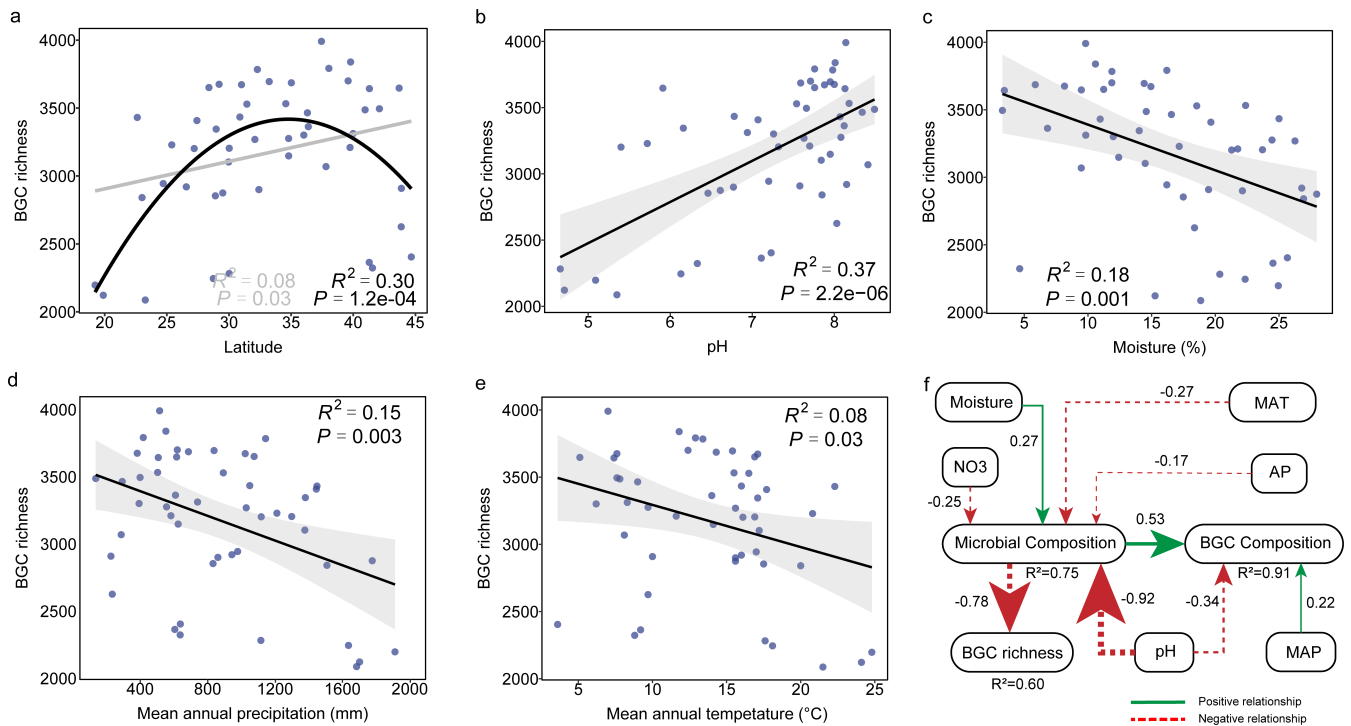 a
BGC richness
4000
3500
3000
2500
2000
R² = 0.08
P = 0.03
R² = 0.30
P = 1.2e-04
20 25 30 35 40 45
Latitude
b
BGC richness
4000
3500
3000
2500
2000
R² = 0.37
P = 2.2e−06
5 6 7 8
pH
c
BGC richness
4000
3500
3000
2500
2000
R² = 0.18
P = 0.001
5 10 15 20 25
Moisture (%)
d
BGC richness
4000
3500
3000
2500
2000
R² = 0.15
P = 0.003
400 800 1200 1600 2000
Mean annual precipitation (mm)
e
BGC richness
4000
3500
3000
2500
2000
R² = 0.08
P = 0.03
5 10 15 20 25
Mean annual tempetature (°C)
f
Moisture
-0.27
MAT
0.27
NO3
-0.17
AP
-0.25
0.53
Microbial Composition
BGC Composition
R²=0.75
R²=0.91
-0.78
-0.92
-0.34
0.22
BGC richness
pH
MAP
R²=0.60
Positive relationship
Negative relationship